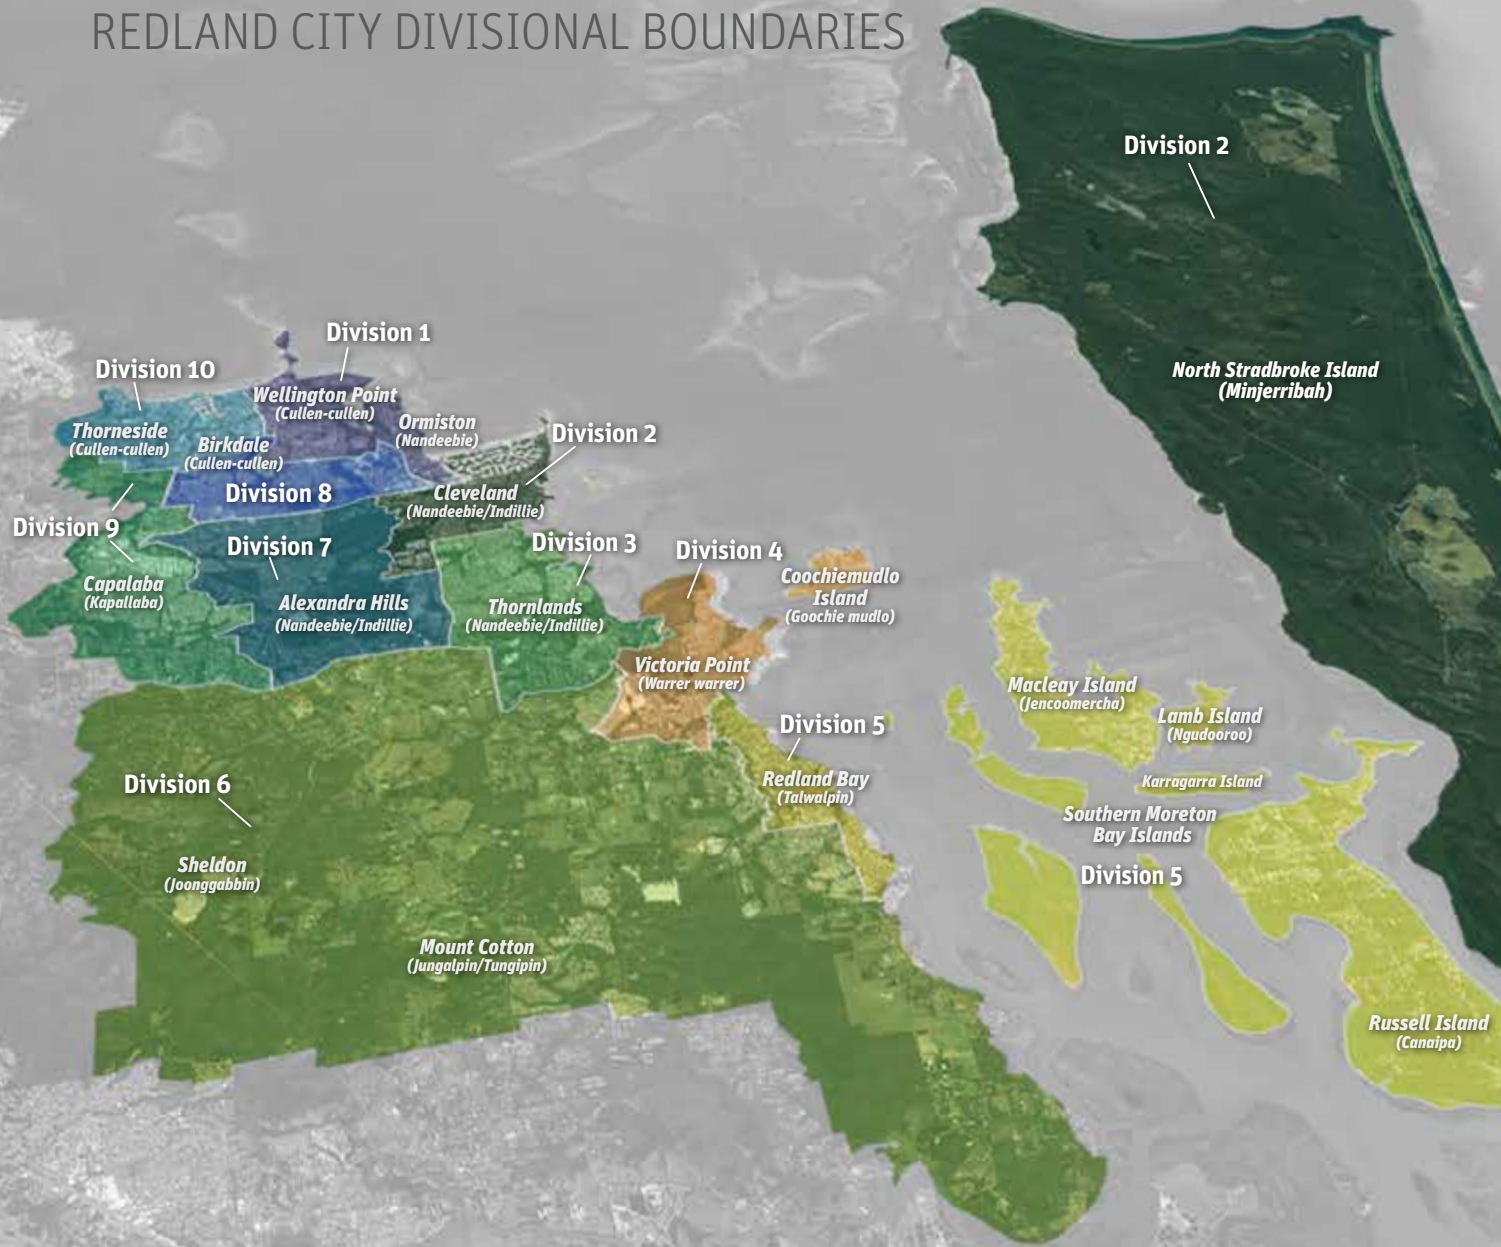 REDLAND CITY DIVISIONAL BOUNDARIES
Division 2
North Stradbroke Island
(Minjerribah)
Division 1
Division 10
Wellington Point
(Cullen-cullen)
Ormiston
(Nandeebie)
Thorneside
(Cullen-cullen)
Birkdale
(Cullen-cullen)
Division 2
Division 8
Cleveland
(Nandeebie/Indillie)
Division 9
Division 7
Division 3
Division 4
Capalaba
(Kapallaba)
Alexandra Hills
(Nandeebie/Indillie)
Thornlands
(Nandeebie/Indillie)
Coochiemudlo
Island
(Goochie mudlo)
Victoria Point
(Warrer warrer)
Macleay Island
(Jencoomercha)
Lamb Island
(Ngudooroo)
Division 5
Redland Bay
(Talwalpin)
Karragarra Island
Southern Moreton
Bay Islands
Division 5
Division 6
Sheldon
(Joonggabbin)
Mount Cotton
(Jungalpin/Tungipin)
Russell Island
(Canaipa)